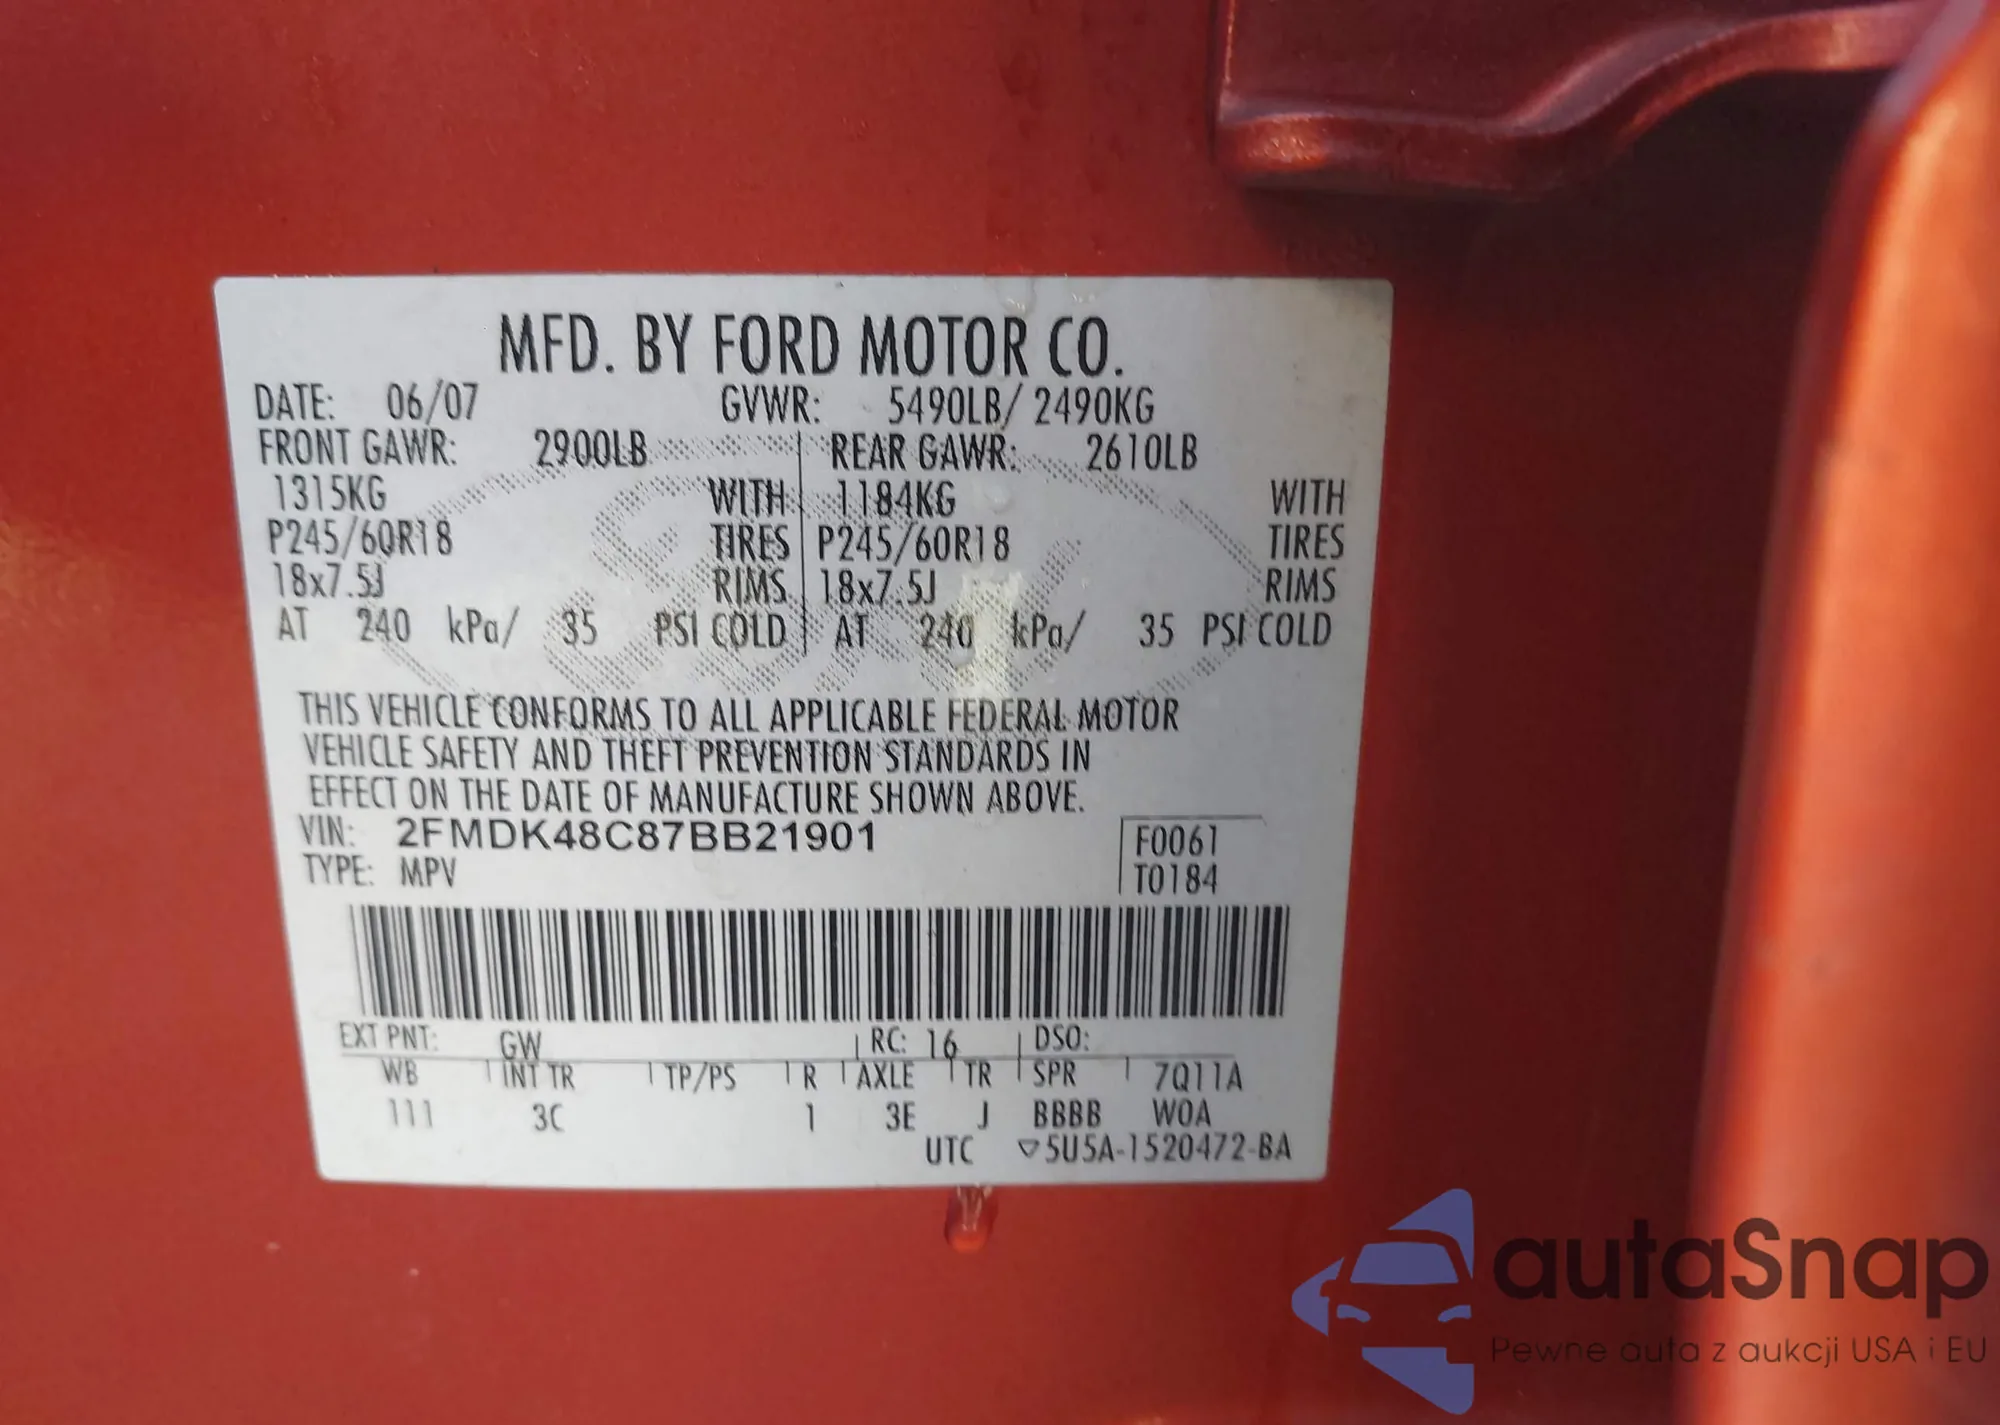 MFD. BY FORD MOTOR CO.
DATE: 06/07 GVWR: 5490LB/ 2490KG
FRONT GAWR: 2900LB REAR GAWR: 2610LB
1315KG WITH 1184KG WITH
P245/60R18 TIRES P245/60R18 TIRES
18x7.5J RIMS 18x7.5J RIMS
AT 240 kPa/ 35 PSI COLD AT 240 kPa/ 35 PSI COLD
THIS VEHICLE CONFORMS TO ALL APPLICABLE FEDERAL MOTOR
VEHICLE SAFETY AND THEFT PREVENTION STANDARDS IN
EFFECT ON THE DATE OF MANUFACTURE SHOWN ABOVE.
VIN: 2FMDK48C87BB21901 F0061
TYPE: MPV T0184
EXT PNT: GW RC: 16 DSO:
WB INT TR TP/PS R AXLE TR SPR 7Q11A
111 3C 1 3E J BBBB WOA
UTC ▽5U5A-1520472-BA
autaSnap
Pewne auta z aukcji USA i EU